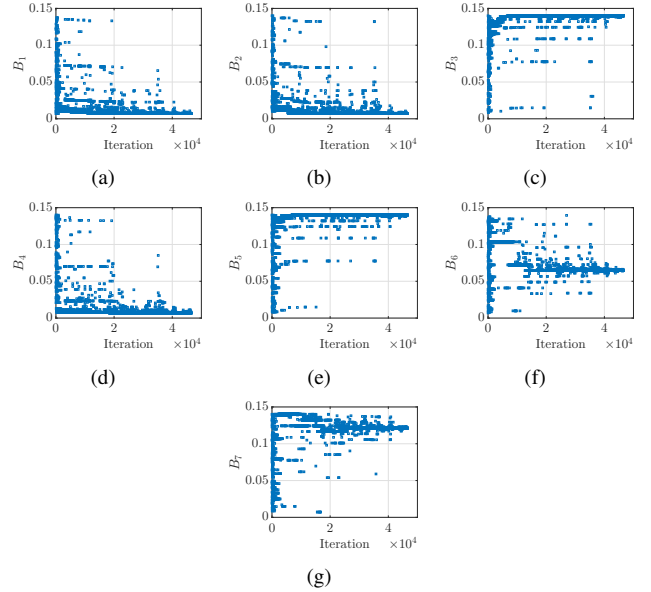 0.15 0.15 0.15
0.1 0.1 0.1
B1 B2 B3
0.05 0.05 0.05
0 0 0
0 2 4 0 2 4 0 2 4
Iteration ×10^4 Iteration ×10^4 Iteration ×10^4
(a) (b) (c)
0.15 0.15 0.15
0.1 0.1 0.1
B4 B5 B6
0.05 0.05 0.05
0 0 0
0 2 4 0 2 4 0 2 4
Iteration ×10^4 Iteration ×10^4 Iteration ×10^4
(d) (e) (f)
0.15
0.1
B7
0.05
0
0 2 4
Iteration ×10^4
(g)